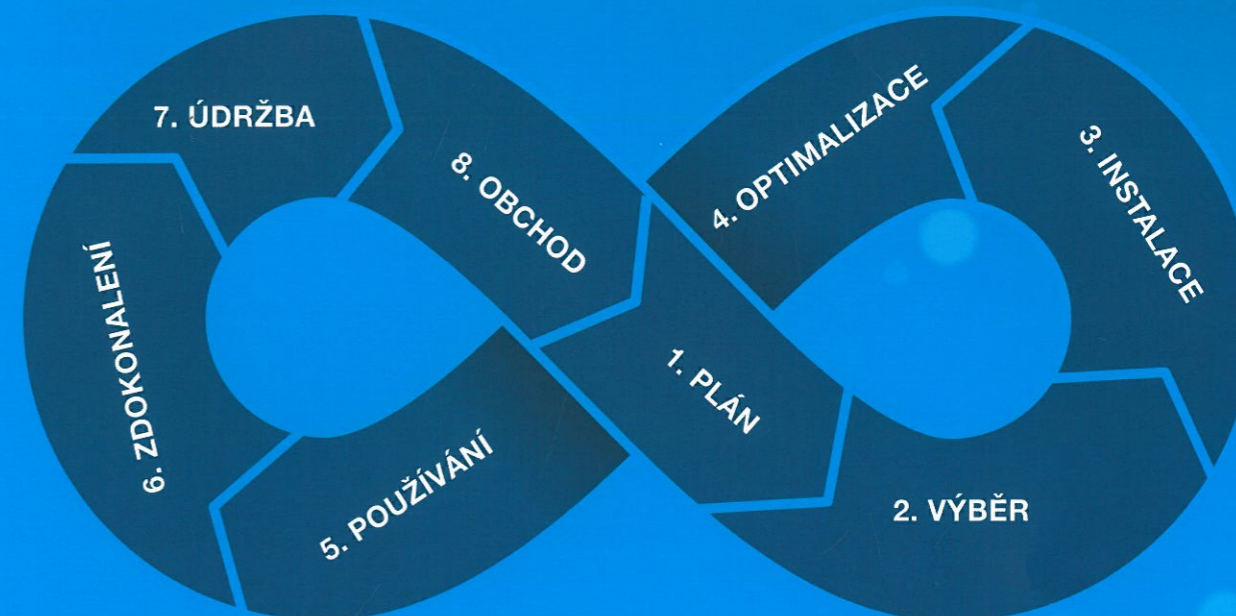 1. PLÁN
2. VÝBĚR
3. INSTALACE
4. OPTIMALIZACE
5. POUŽÍVÁNÍ
6. ZDOKONALENÍ
7. ÚDRŽBA
8. OBCHOD